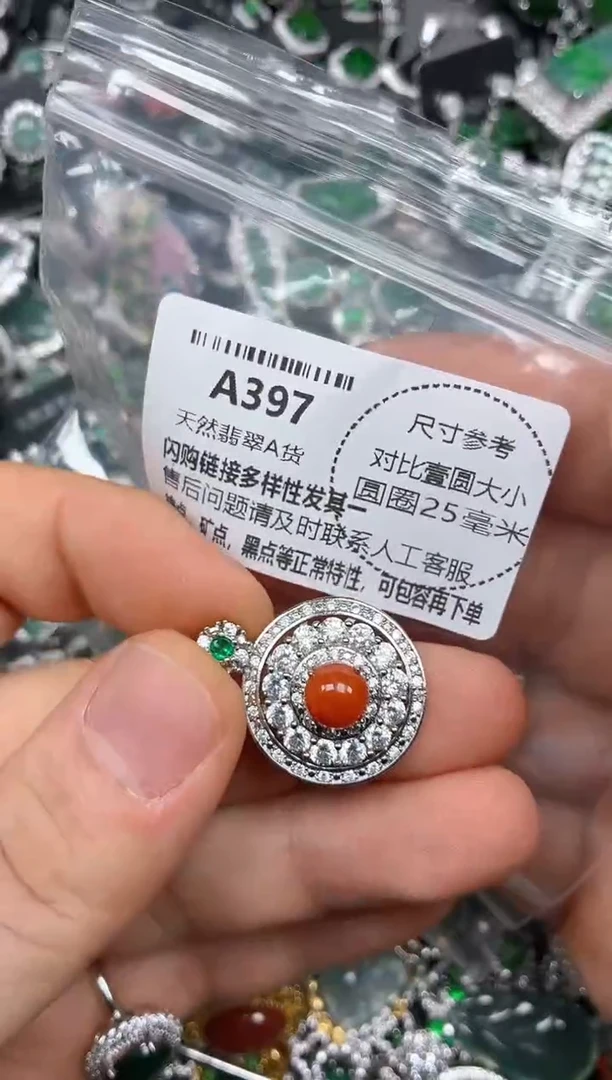 A397
天然翡翠A货
闪购链接多样性发其一
售后问题请及时联系人工客服
矿点，黑点等正常特性，可包容再下单
尺寸参考
对比壹圆大小
圆圈25毫米